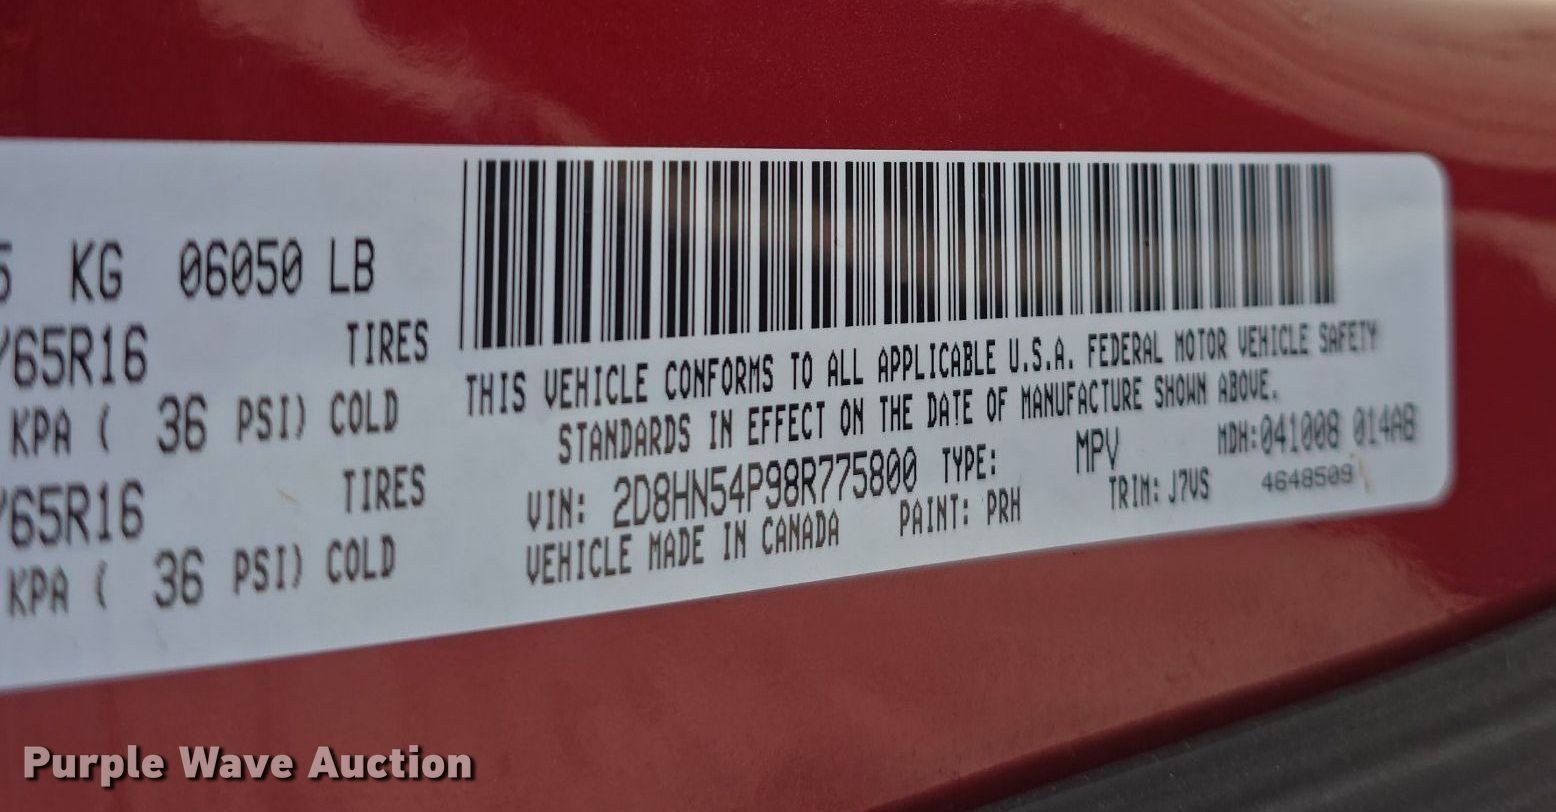 5 KG 06050 LB
/65R16 TIRES
KPA ( 36 PSI) COLD
/65R16 TIRES
KPA ( 36 PSI) COLD
THIS VEHICLE CONFORMS TO ALL APPLICABLE U.S.A. FEDERAL MOTOR VEHICLE SAFETY
STANDARDS IN EFFECT ON THE DATE OF MANUFACTURE SHOWN ABOVE.
VIN: 2D8HN54P98R775800 TYPE: MPV MDH:041008 014AB
VEHICLE MADE IN CANADA PAINT: PRH TRIM: J7VS 4648509
Purple Wave Auction